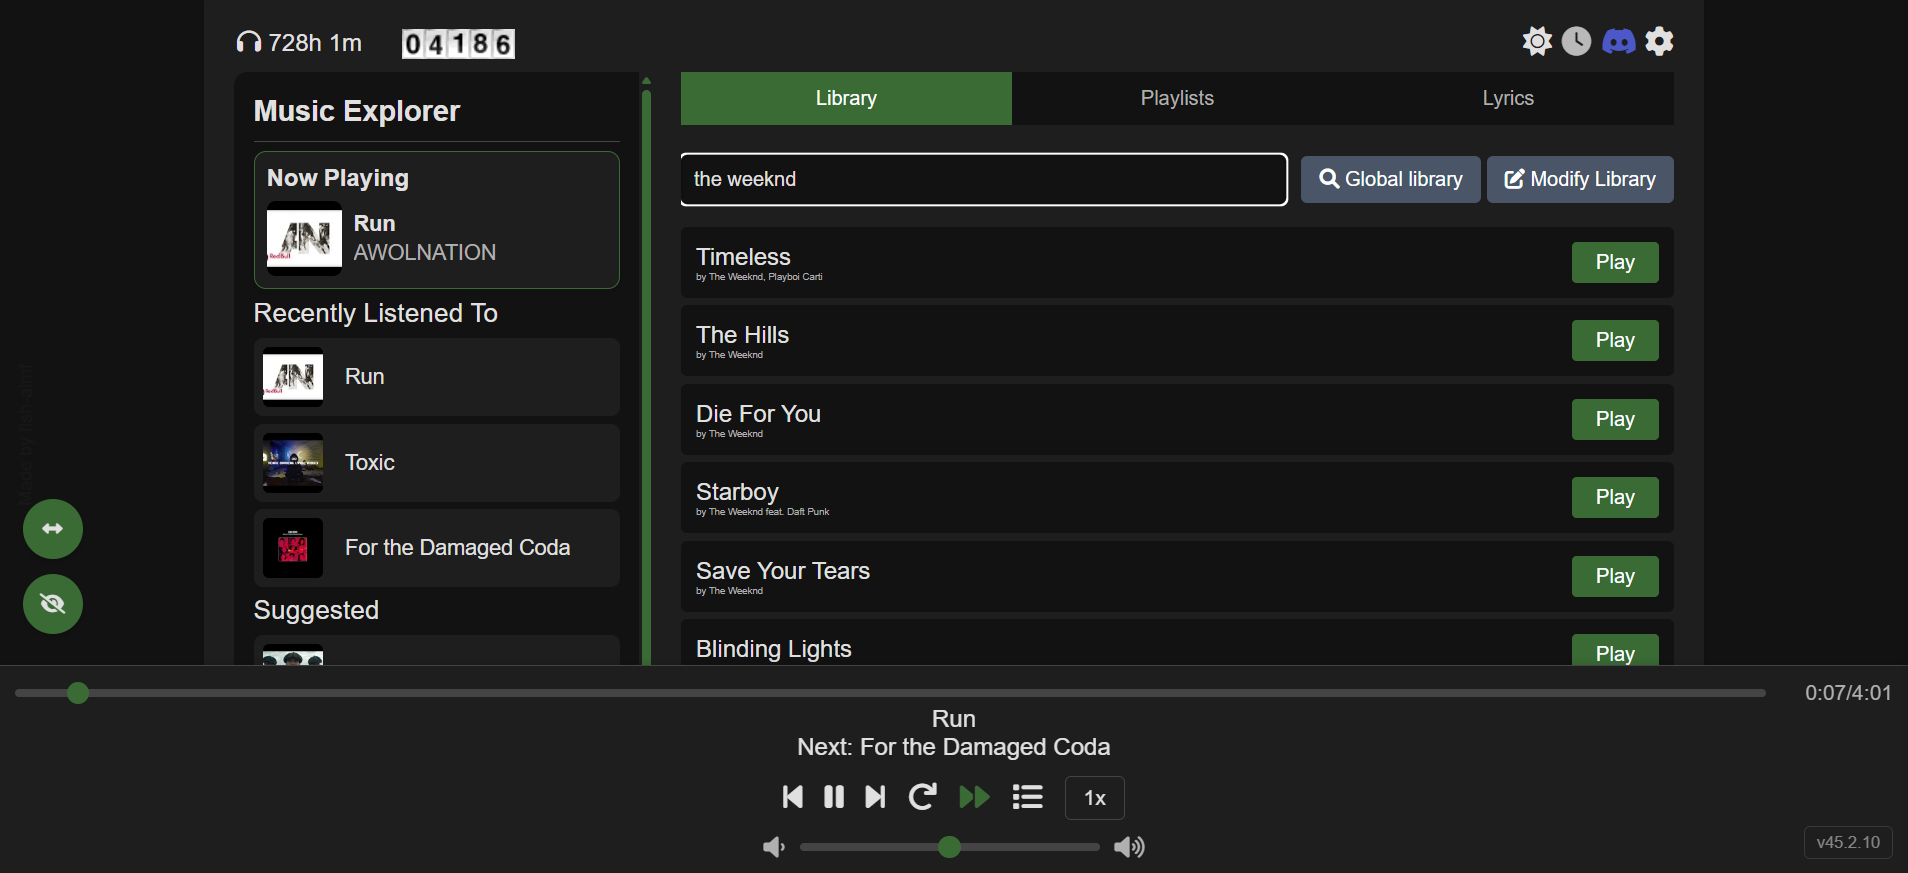 728h 1m
04186
Music Explorer
Now Playing
Run
AWOLNATION
Recently Listened To
Run
Toxic
For the Damaged Coda
Suggested
Library
Playlists
Lyrics
the weeknd
Global library
Modify Library
Timeless
by The Weeknd, Playboi Carti
Play
The Hills
by The Weeknd
Play
Die For You
by The Weeknd
Play
Starboy
by The Weeknd feat. Daft Punk
Play
Save Your Tears
by The Weeknd
Play
Blinding Lights
Play
0:07/4:01
Run
Next: For the Damaged Coda
1x
v45.2.10